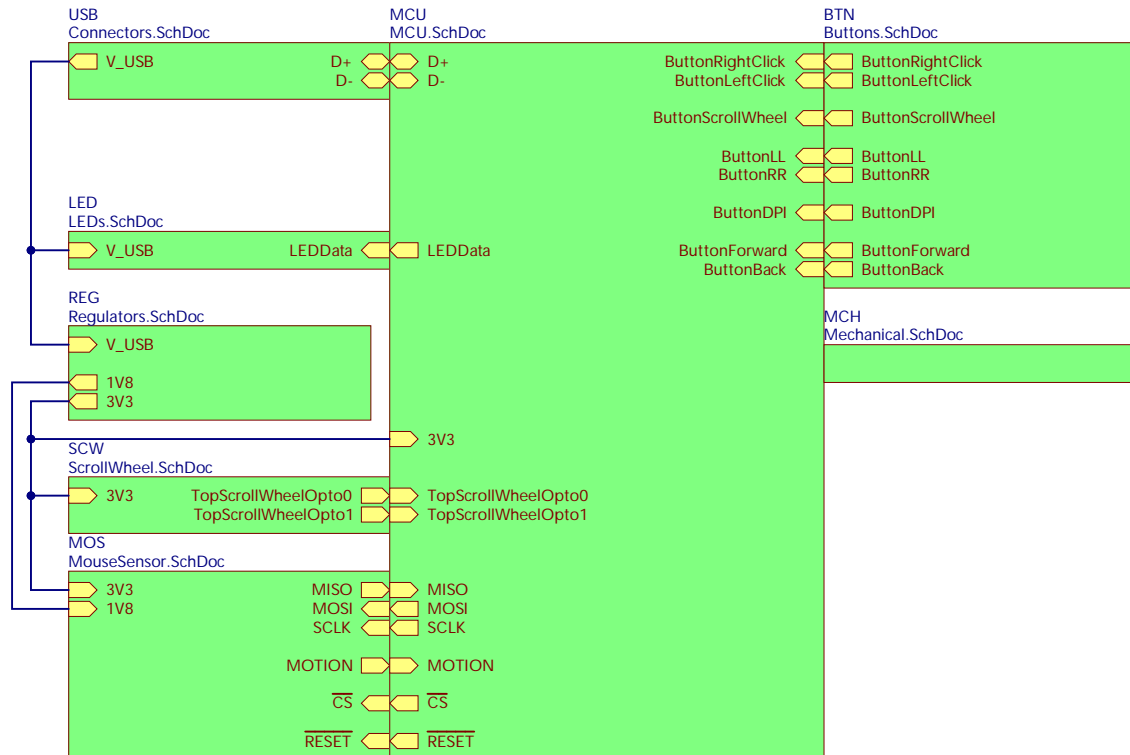 USB
Connectors.SchDoc
V_USB
D+
D-
MCU
MCU.SchDoc
D+
D-
ButtonRightClick
ButtonLeftClick
ButtonScrollWheel
ButtonLL
ButtonRR
ButtonDPI
ButtonForward
ButtonBack
LEDData
3V3
TopScrollWheelOpto0
TopScrollWheelOpto1
MISO
MOSI
SCLK
MOTION
CS
RESET
BTN
Buttons.SchDoc
ButtonRightClick
ButtonLeftClick
ButtonScrollWheel
ButtonLL
ButtonRR
ButtonDPI
ButtonForward
ButtonBack
MCH
Mechanical.SchDoc
LED
LEDs.SchDoc
V_USB
LEDData
REG
Regulators.SchDoc
V_USB
1V8
3V3
SCW
ScrollWheel.SchDoc
3V3
TopScrollWheelOpto0
TopScrollWheelOpto1
MOS
MouseSensor.SchDoc
3V3
1V8
MISO
MOSI
SCLK
MOTION
CS
RESET